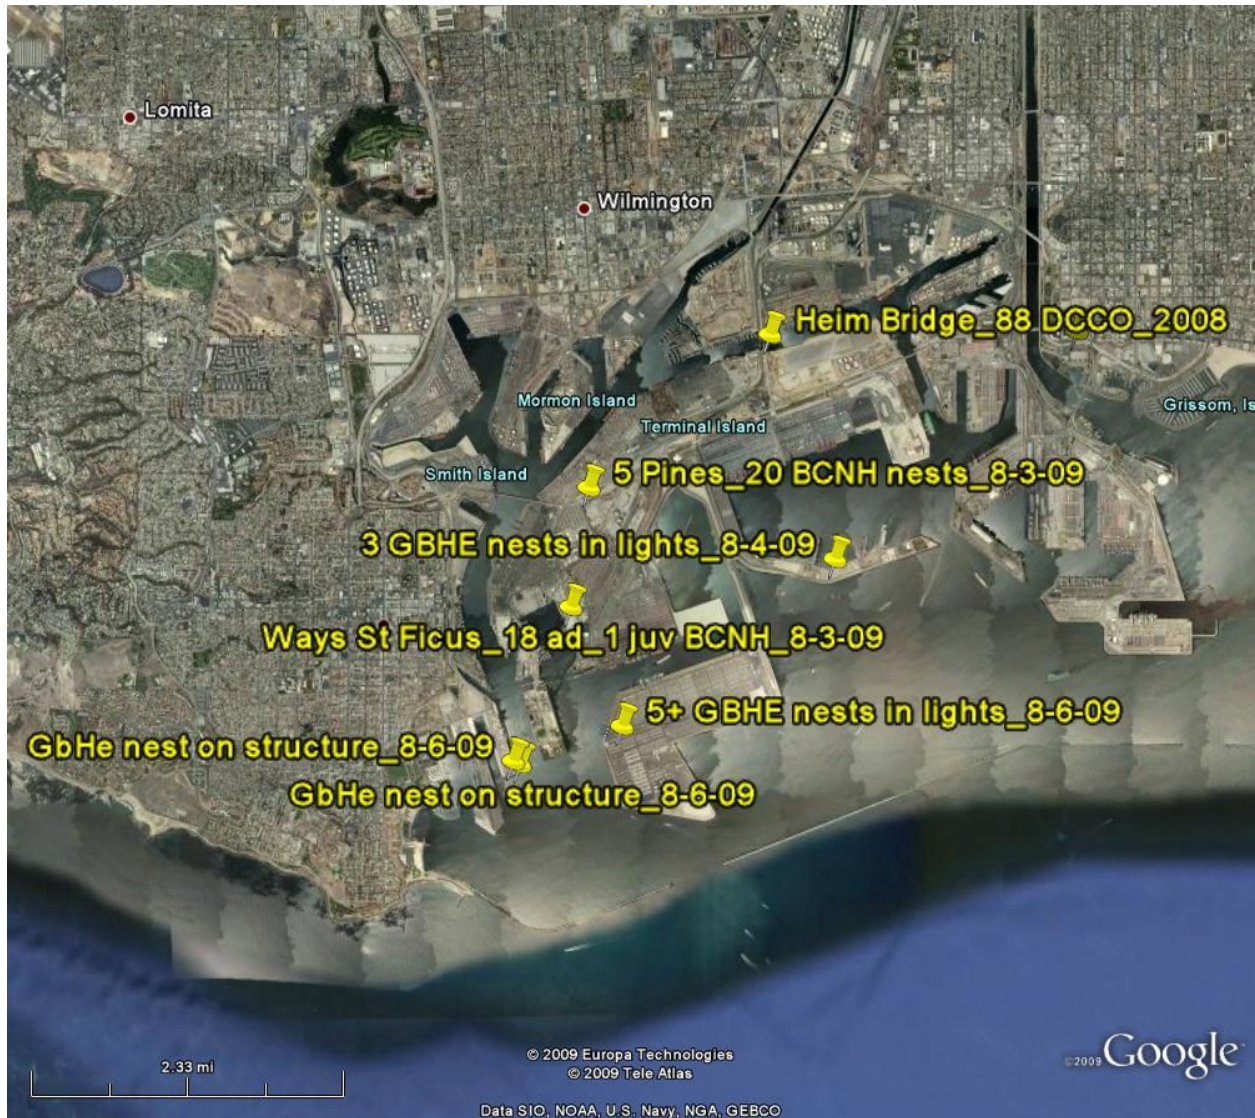 Lomita
Wilmington
Heim Bridge_88 DCCO_2008
Mormon Island
Grissom, Is
Terminal Island
Smith Island
5 Pines_20 BCNH nests_8-3-09
3 GBHE nests in lights_8-4-09
Ways St Ficus_18 ad_1 juv BCNH_8-3-09
5+ GBHE nests in lights_8-6-09
GbHe nest on structure_8-6-09
GbHe nest on structure_8-6-09
2.33 mi
© 2009 Europa Technologies
© 2009 Tele Atlas
Data SIO, NOAA, U.S. Navy, NGA, GEBCO
©2009 Google